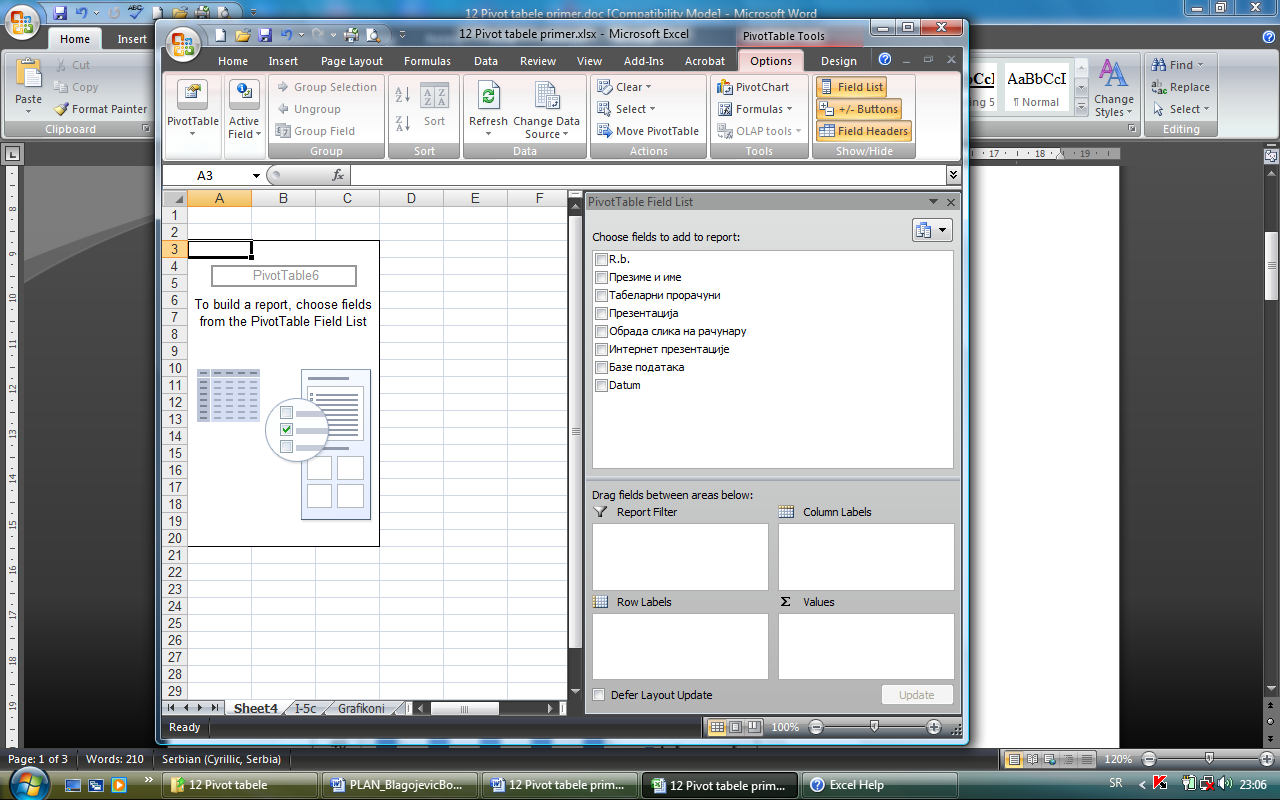 12 Pivot tabele primer.doc [Compatibility Mode] - Microsoft Word
Home Insert
Cut
Copy
Format Painter
Paste
Clipboard
12 Pivot tabele primer.xlsx - Microsoft Excel
PivotTable Tools
Home Insert Page Layout Formulas Data Review View Add-Ins Acrobat Options Design
PivotTable
Active Field
Group Selection
Ungroup
Group Field
Group
Sort
Sort
Refresh
Change Data Source
Data
Clear
Select
Move PivotTable
Actions
PivotChart
Formulas
OLAP tools
Tools
Field List
+/- Buttons
Field Headers
Show/Hide
AaBbCcI
¶ Normal
Change Styles
Find
Replace
Select
Editing
17 18 19
A3
fx
A B C D E F
1
2
3
4
5
6
7
8
9
10
11
12
13
14
15
16
17
18
19
20
21
22
23
24
25
26
27
28
29
PivotTable6
To build a report, choose fields
from the PivotTable Field List
PivotTable Field List
Choose fields to add to report:
R.b.
Презиме и име
Табеларни прорачуни
Презентација
Обрада слика на рачунару
Интернет презентације
Базе података
Datum
Drag fields between areas below:
Report Filter
Column Labels
Row Labels
Σ Values
Defer Layout Update
Update
Sheet4 I-5c Grafikoni
Ready
100%
Page: 1 of 3 Words: 210 Serbian (Cyrillic, Serbia)
120%
12 Pivot tabele
PLAN_BlagojevicBo...
12 Pivot tabele prim...
12 Pivot tabele prim...
Excel Help
SR
23:06